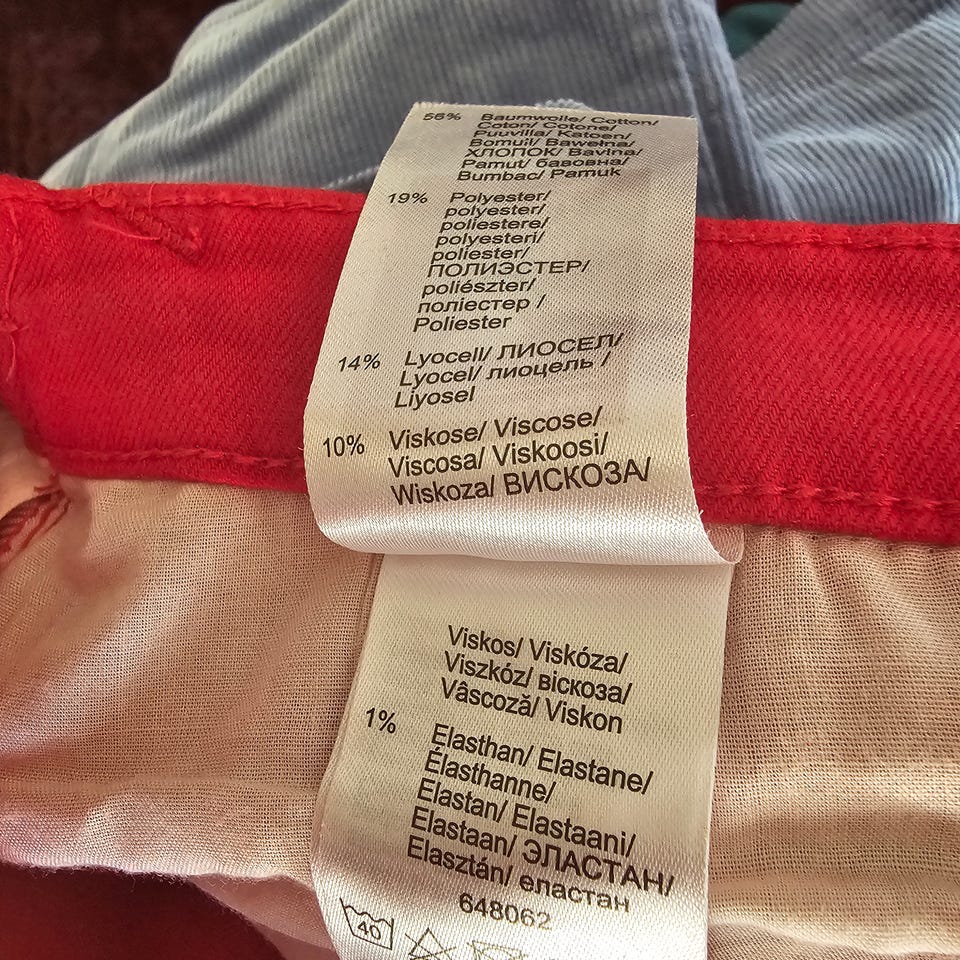 56% Baumwolle/ Cotton/
Coton/ Cotone/
Puuvilla/ Katoen/
Bomull/ Bawełna/
ХЛОПОК/ Bavlna/
Pamut/ бавовна/
Bumbac/ Pamuk
19% Polyester/
polyester/
poliestere/
polyesteri/
poliester/
ПОЛИЭСТЕР/
poliészter/
поліестер /
Poliester
14% Lyocell/ ЛИОСЕЛ/
Lyocel/ лиоцель /
Liyosel
10% Viskose/ Viscose/
Viscosa/ Viskoosi/
Wiskoza/ ВИСКОЗА/
Viskos/ Viskóza/
Viszkóz/ віскоза/
Vâscoză/ Viskon
1% Elasthan/ Elastane/
Élasthanne/
Elastan/ Elastaani/
Elastaan/ ЭЛАСТАН/
Elasztán/ еластан
648062
40